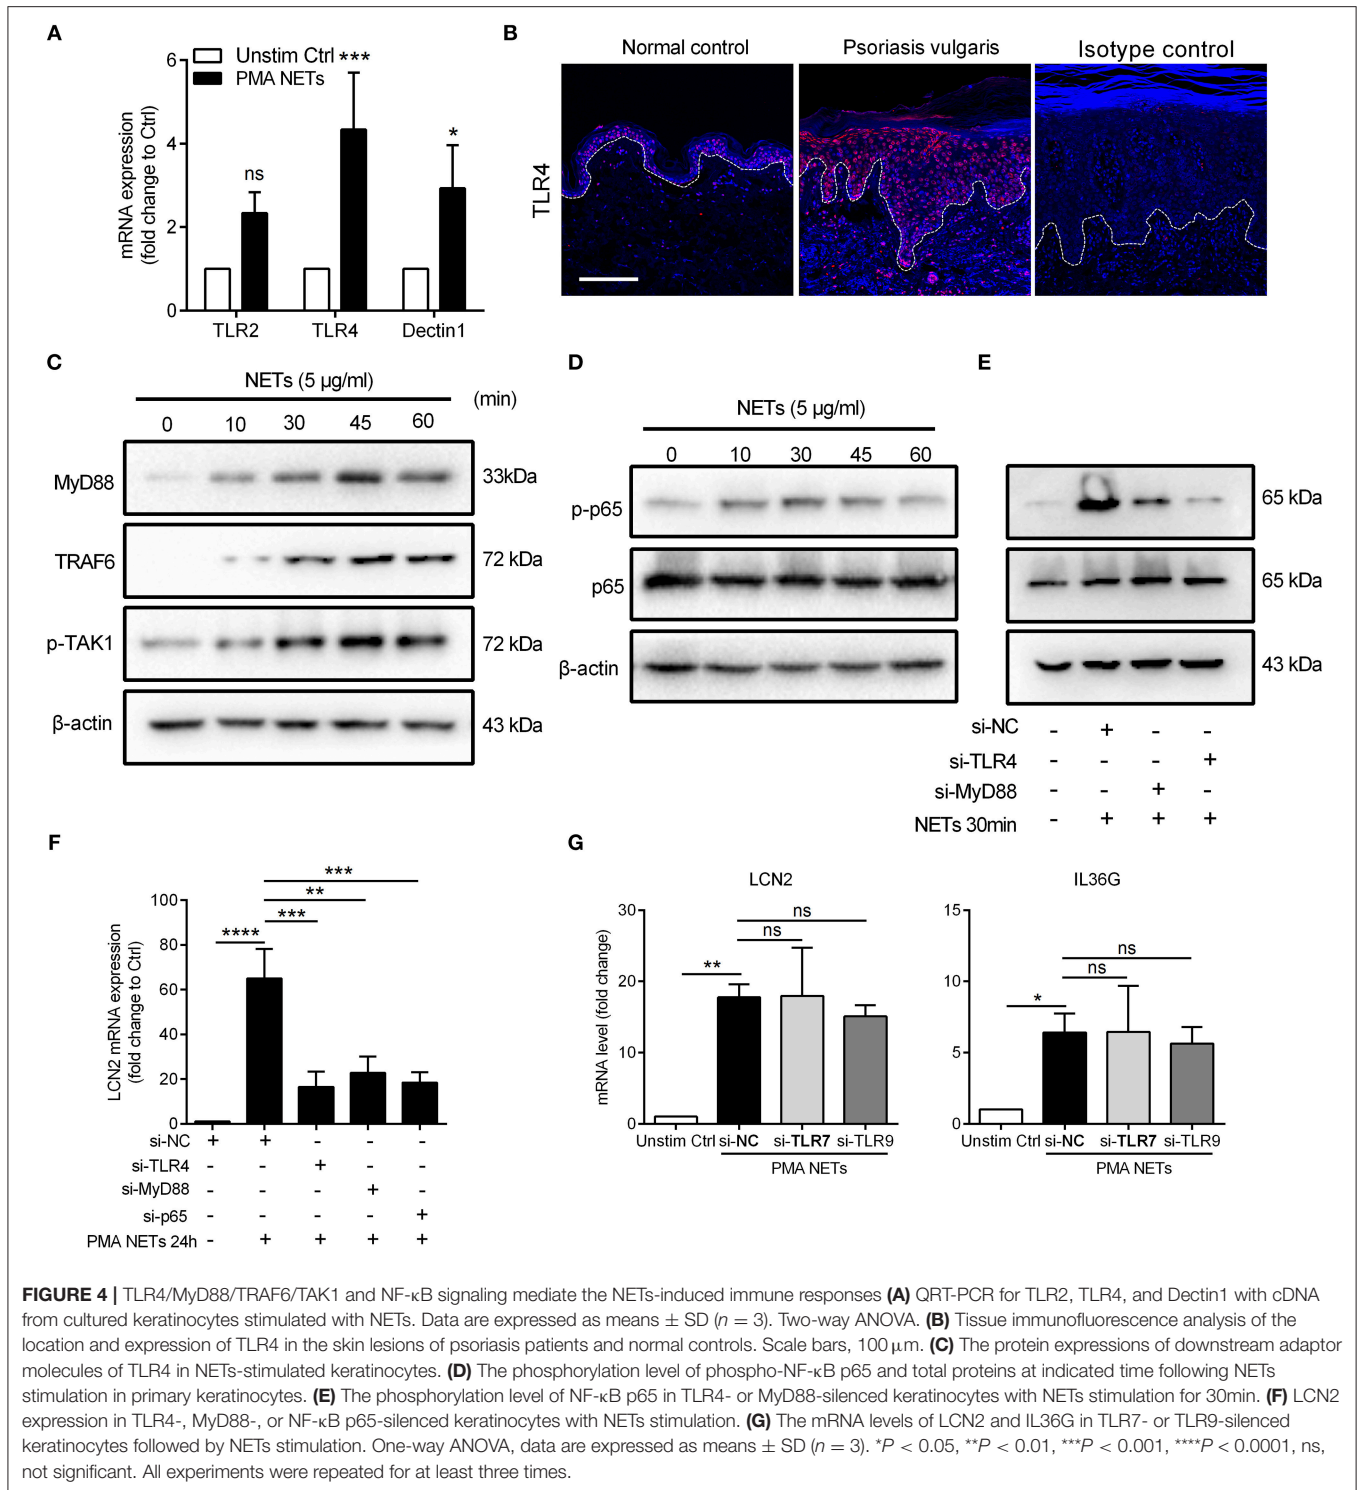 A
Unstim Ctrl
PMA NETs
***
*
ns
mRNA expression
(fold change to Ctrl)
6
4
2
0
TLR2 TLR4 Dectin1
B
Normal control Psoriasis vulgaris Isotype control
TLR4
C
NETs (5 µg/ml)
(min)
0 10 30 45 60
MyD88 33kDa
TRAF6 72 kDa
p-TAK1 72 kDa
β-actin 43 kDa
D
NETs (5 µg/ml)
0 10 30 45 60
p-p65
p65
β-actin
E
65 kDa
65 kDa
43 kDa
si-NC - + - -
si-TLR4 - - - +
si-MyD88 - - + -
NETs 30min - + + +
F
***
**
***
****
LCN2 mRNA expression
(fold change to Ctrl)
100
80
60
40
20
0
si-NC + + - - -
si-TLR4 - - + - -
si-MyD88 - - - + -
si-p65 - - - - +
PMA NETs 24h - + + + +
G
LCN2
mRNA level (fold change)
30
20
10
0
ns
ns
**
Unstim Ctrl si-NC si-TLR7 si-TLR9
PMA NETs
IL36G
15
10
5
0
ns
ns
*
Unstim Ctrl si-NC si-TLR7 si-TLR9
PMA NETs
FIGURE 4 | TLR4/MyD88/TRAF6/TAK1 and NF-κB signaling mediate the NETs-induced immune responses (A) QRT-PCR for TLR2, TLR4, and Dectin1 with cDNA
from cultured keratinocytes stimulated with NETs. Data are expressed as means ± SD (n = 3). Two-way ANOVA. (B) Tissue immunofluorescence analysis of the
location and expression of TLR4 in the skin lesions of psoriasis patients and normal controls. Scale bars, 100 µm. (C) The protein expressions of downstream adaptor
molecules of TLR4 in NETs-stimulated keratinocytes. (D) The phosphorylation level of phospho-NF-κB p65 and total proteins at indicated time following NETs
stimulation in primary keratinocytes. (E) The phosphorylation level of NF-κB p65 in TLR4- or MyD88-silenced keratinocytes with NETs stimulation for 30min. (F) LCN2
expression in TLR4-, MyD88-, or NF-κB p65-silenced keratinocytes with NETs stimulation. (G) The mRNA levels of LCN2 and IL36G in TLR7- or TLR9-silenced
keratinocytes followed by NETs stimulation. One-way ANOVA, data are expressed as means ± SD (n = 3). *P < 0.05, **P < 0.01, ***P < 0.001, ****P < 0.0001, ns,
not significant. All experiments were repeated for at least three times.